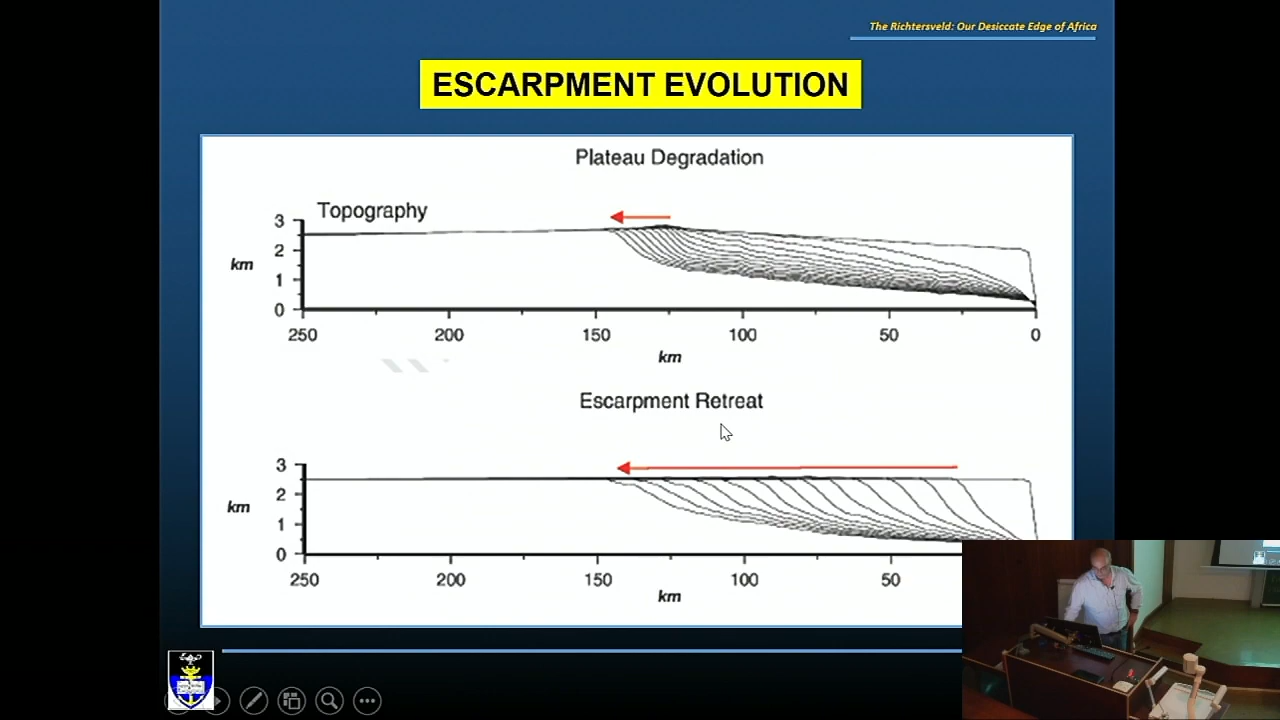 The Richtersveld: Our Desiccate Edge of Africa
ESCARPMENT EVOLUTION
Plateau Degradation
Topography
3
2
1
0
km
250 200 150 100 50 0
km
Escarpment Retreat
3
2
1
0
km
250 200 150 100 50
km